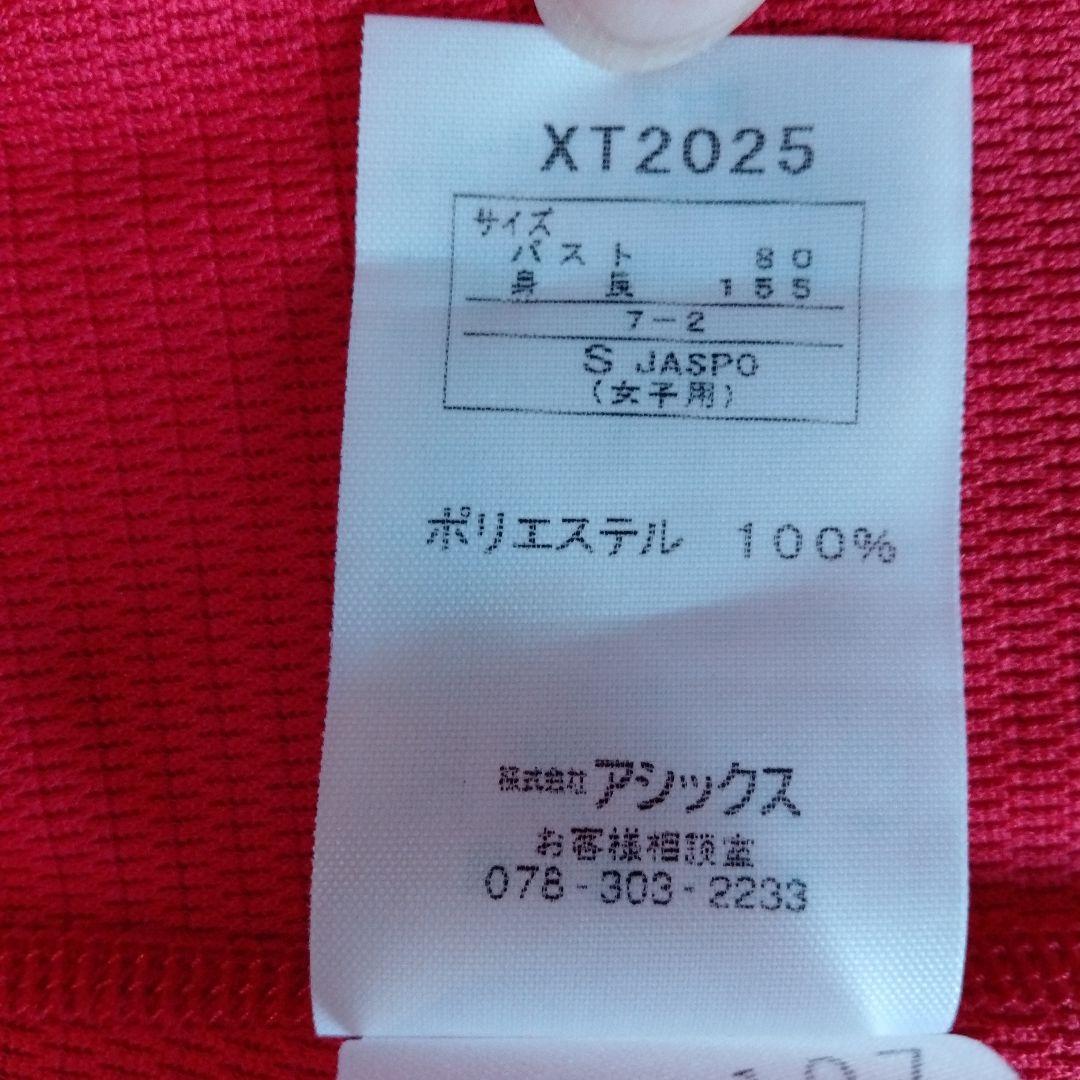 XT2025
サイズ
バスト 80
身長 155
7-2
S JASPO
(女子用)
ポリエステル 100%
株式会社アシックス
お客様相談室
078-303-2233